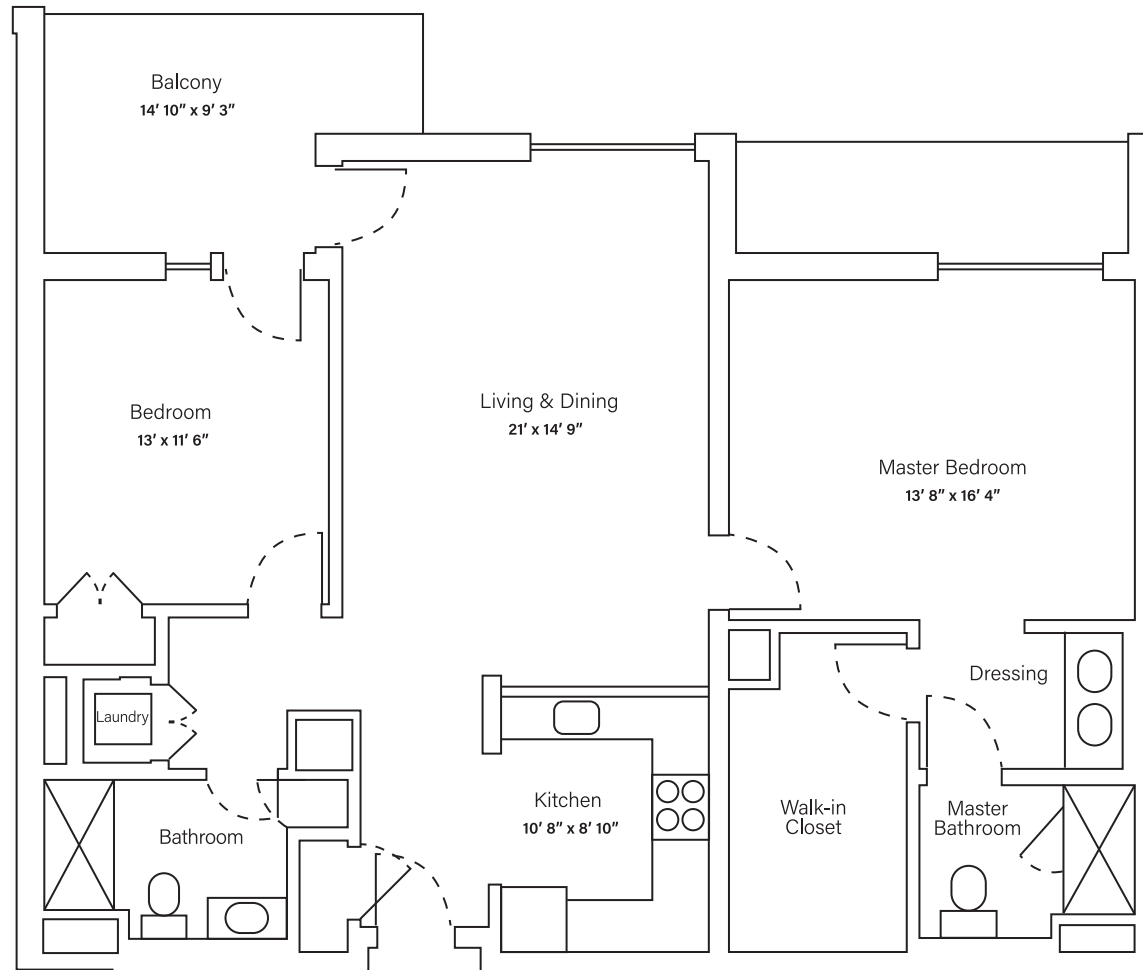 Balcony
14′ 10″ x 9′ 3″
Living & Dining
21′ x 14′ 9″
Bedroom
13′ x 11′ 6″
Master Bedroom
13′ 8″ x 16′ 4″
Dressing
Laundry
Kitchen
10′ 8″ x 8′ 10″
Walk-in
Closet
Master
Bathroom
Bathroom